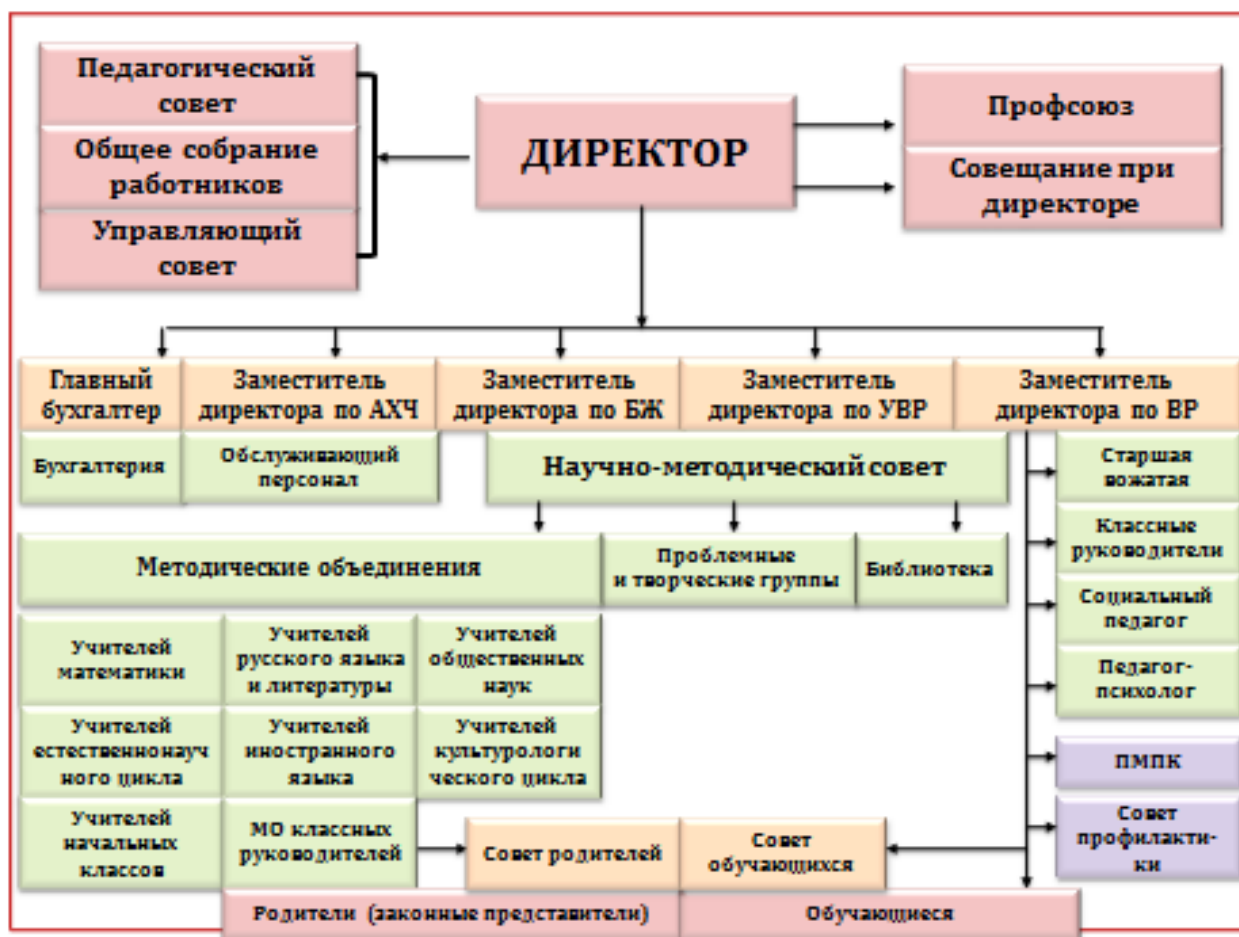 Педагогический
совет
Общее собрание
работников
Управляющий
совет
ДИРЕКТОР
Профсоюз
Совещание при
директоре
Главный
бухгалтер
Заместитель
директора по АХЧ
Заместитель
директора по БЖ
Заместитель
директора по УВР
Заместитель
директора по ВР
Бухгалтерия
Обслуживающий
персонал
Научно-методический совет
Старшая
вожатая
Классные
руководители
Социальный
педагог
Педагог-
психолог
ПМПК
Совет
профилакти-
ки
Методические объединения
Проблемные
и творческие группы
Библиотека
Учителей
математики
Учителей
русского языка
и литературы
Учителей
общественных
наук
Учителей
естественнонауч
ного цикла
Учителей
иностранного
языка
Учителей
культурологи
ческого цикла
Учителей
начальных
классов
МО классных
руководителей
Совет родителей
Совет
обучающихся
Родители (законные представители)
Обучающиеся